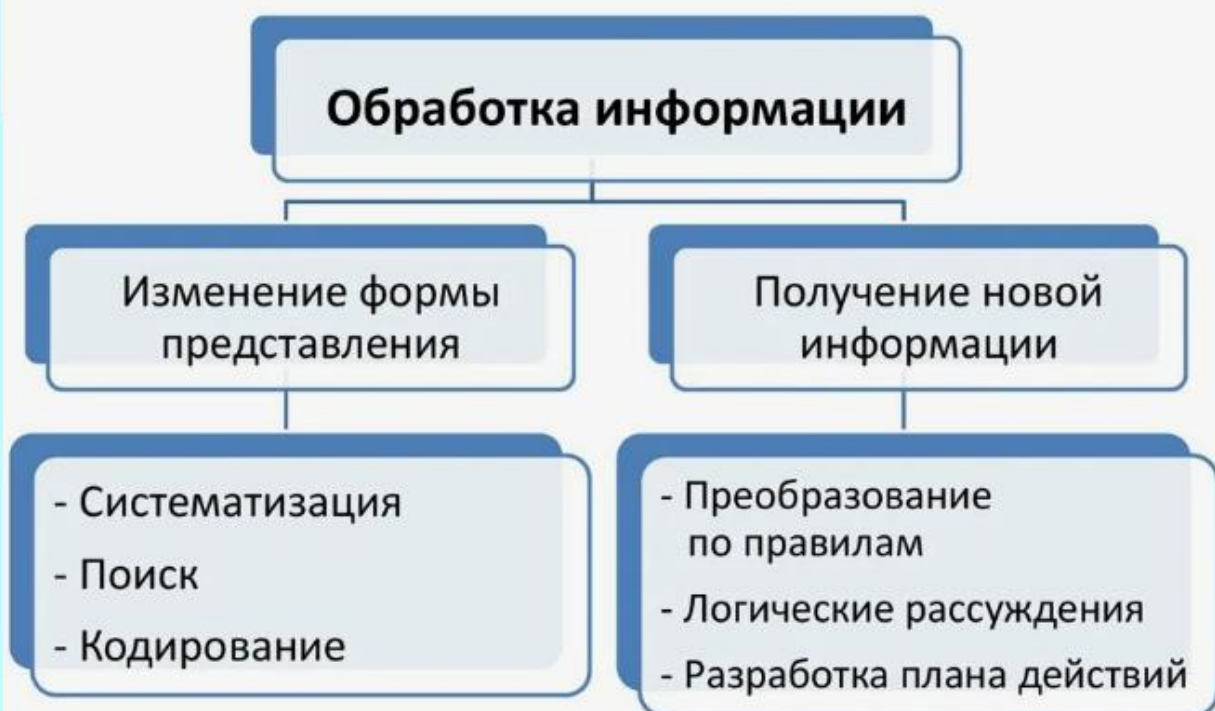 Обработка информации
Изменение формы
представления
Получение новой
информации
- Систематизация
- Поиск
- Кодирование
- Преобразование
по правилам
- Логические рассуждения
- Разработка плана действий